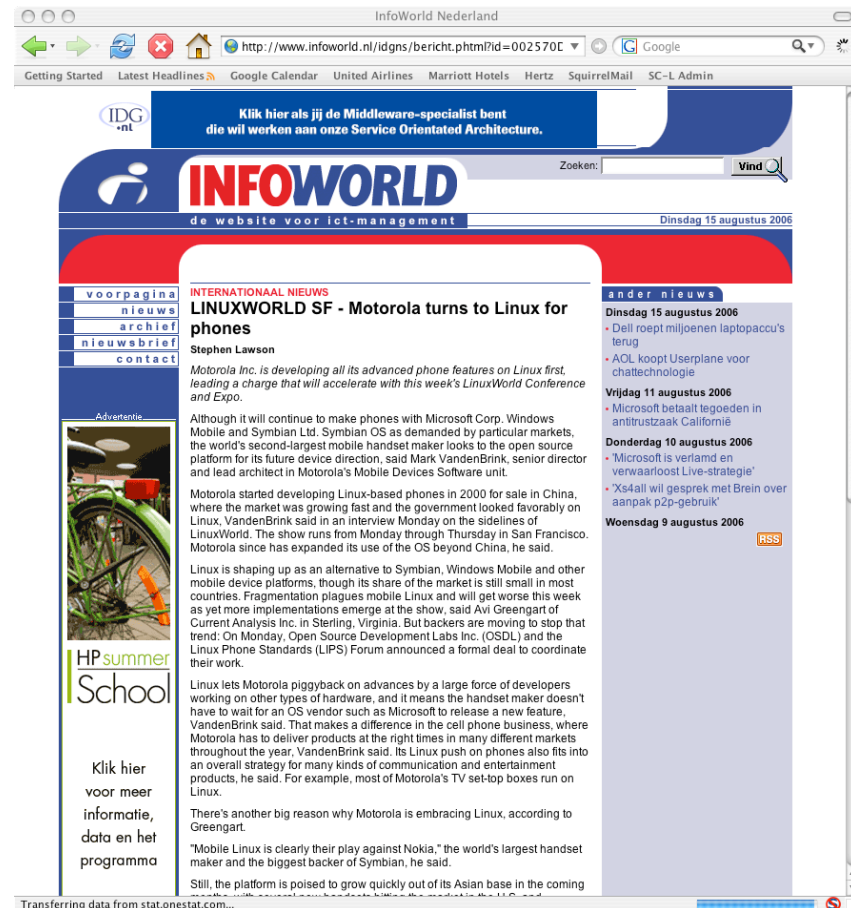 InfoWorld Nederland
http://www.infoworld.nl/idgns/bericht.phtml?id=002570D
Google
Getting Started Latest Headlines Google Calendar United Airlines Marriott Hotels Hertz SquirrelMail SC-L Admin
IDG
.nl
Klik hier als jij de Middleware-specialist bent
die wil werken aan onze Service Orientated Architecture.
Zoeken:
Vind
INFOWORLD
de website voor ict-management
Dinsdag 15 augustus 2006
voorpagina
nieuws
archief
nieuwsbrief
contact
Advertentie
HP summer
School
Klik hier
voor meer
informatie,
data en het
programma
INTERNATIONAAL NIEUWS
LINUXWORLD SF - Motorola turns to Linux for
phones
Stephen Lawson
Motorola Inc. is developing all its advanced phone features on Linux first,
leading a charge that will accelerate with this week's LinuxWorld Conference
and Expo.
Although it will continue to make phones with Microsoft Corp. Windows
Mobile and Symbian Ltd. Symbian OS as demanded by particular markets,
the world's second-largest mobile handset maker looks to the open source
platform for its future device direction, said Mark VandenBrink, senior director
and lead architect in Motorola's Mobile Devices Software unit.
Motorola started developing Linux-based phones in 2000 for sale in China,
where the market was growing fast and the government looked favorably on
Linux, VandenBrink said in an interview Monday on the sidelines of
LinuxWorld. The show runs from Monday through Thursday in San Francisco.
Motorola since has expanded its use of the OS beyond China, he said.
Linux is shaping up as an alternative to Symbian, Windows Mobile and other
mobile device platforms, though its share of the market is still small in most
countries. Fragmentation plagues mobile Linux and will get worse this week
as yet more implementations emerge at the show, said Avi Greengart of
Current Analysis Inc. in Sterling, Virginia. But backers are moving to stop that
trend: On Monday, Open Source Development Labs Inc. (OSDL) and the
Linux Phone Standards (LIPS) Forum announced a formal deal to coordinate
their work.
Linux lets Motorola piggyback on advances by a large force of developers
working on other types of hardware, and it means the handset maker doesn't
have to wait for an OS vendor such as Microsoft to release a new feature,
VandenBrink said. That makes a difference in the cell phone business, where
Motorola has to deliver products at the right times in many different markets
throughout the year, VandenBrink said. Its Linux push on phones also fits into
an overall strategy for many kinds of communication and entertainment
products, he said. For example, most of Motorola's TV set-top boxes run on
Linux.
There's another big reason why Motorola is embracing Linux, according to
Greengart.
"Mobile Linux is clearly their play against Nokia," the world's largest handset
maker and the biggest backer of Symbian, he said.
Still, the platform is poised to grow quickly out of its Asian base in the coming
months, with several new handsets hitting the market in the U.S. and
ander nieuws
Dinsdag 15 augustus 2006
• Dell roept miljoenen laptopaccu's
terug
• AOL koopt Userplane voor
chattechnologie
Vrijdag 11 augustus 2006
• Microsoft betaalt tegoeden in
antitrustzaak Californië
Donderdag 10 augustus 2006
• 'Microsoft is verlamd en
verwaarloost Live-strategie'
• 'Xs4all wil gesprek met Brein over
aanpak p2p-gebruik'
Woensdag 9 augustus 2006
RSS
Transferring data from stat.onestat.com...